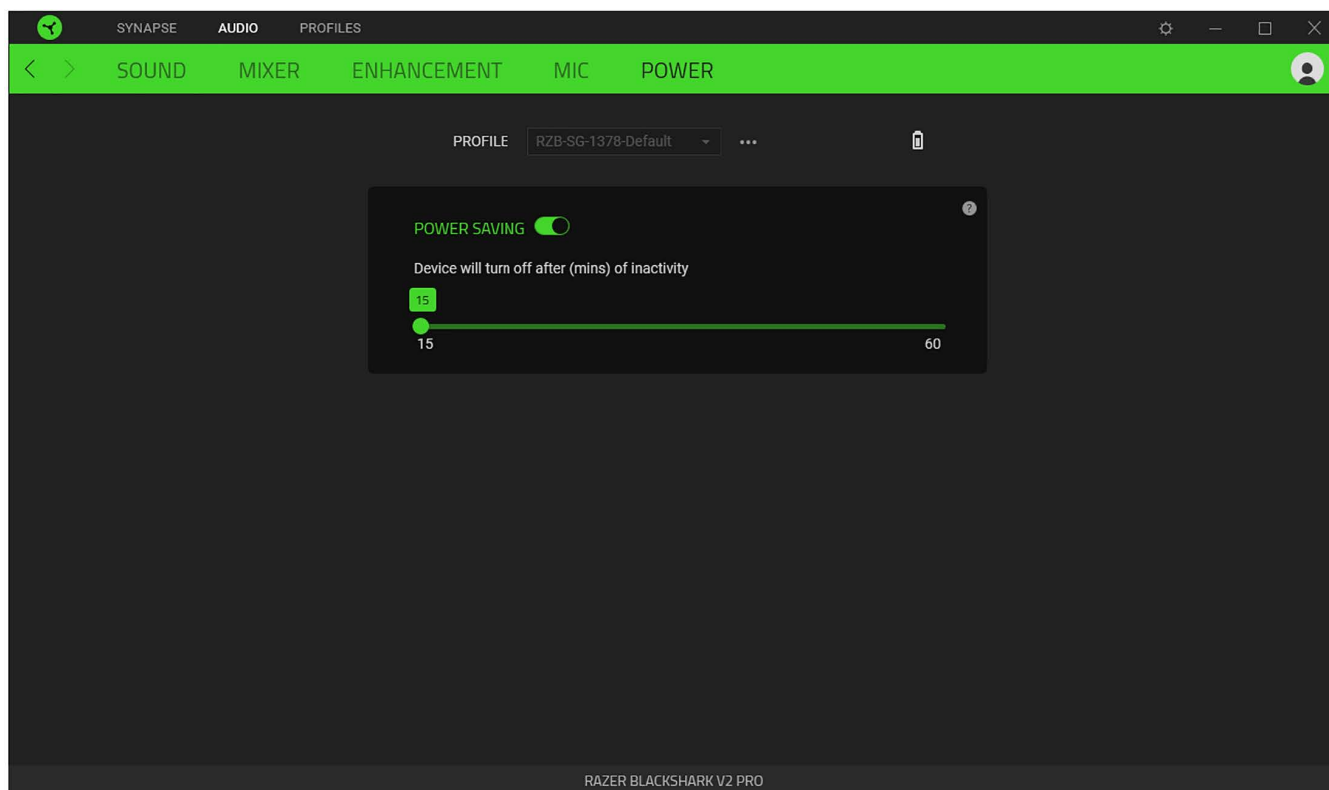 SYNAPSE AUDIO PROFILES
SOUND MIXER ENHANCEMENT MIC POWER
PROFILE RZB-SG-1378-Default
POWER SAVING
Device will turn off after (mins) of inactivity
15
15 60
RAZER BLACKSHARK V2 PRO